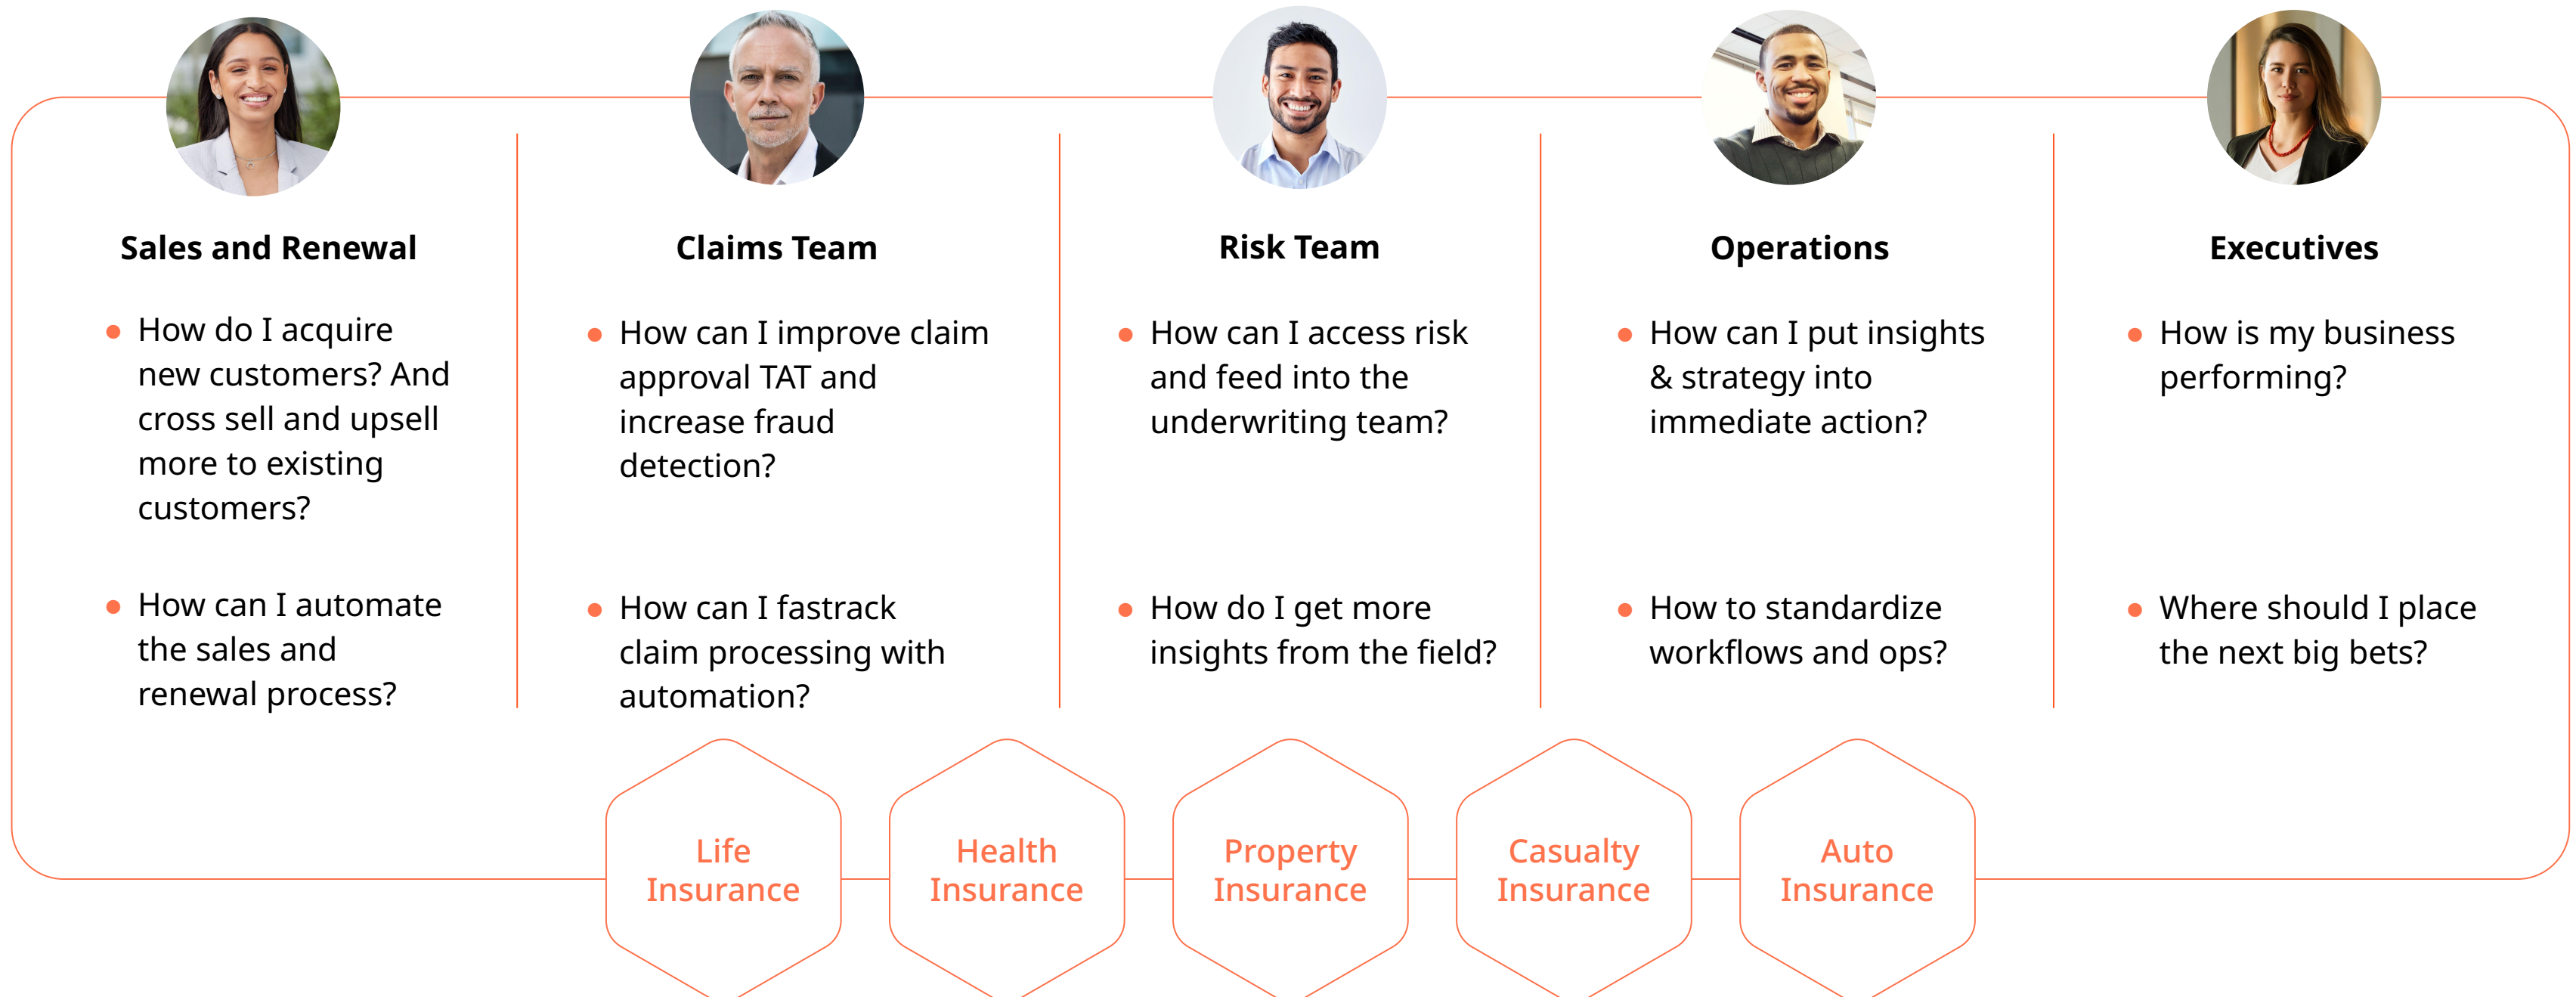 Sales and Renewal
How do I acquire
new customers? And
cross sell and upsell
more to existing
customers?
How can I automate
the sales and
renewal process?
Claims Team
How can I improve claim
approval TAT and
increase fraud
detection?
How can I fastrack
claim processing with
automation?
Risk Team
How can I access risk
and feed into the
underwriting team?
How do I get more
insights from the field?
Operations
How can I put insights
& strategy into
immediate action?
How to standardize
workflows and ops?
Executives
How is my business
performing?
Where should I place
the next big bets?
Life
Insurance
Health
Insurance
Property
Insurance
Casualty
Insurance
Auto
Insurance